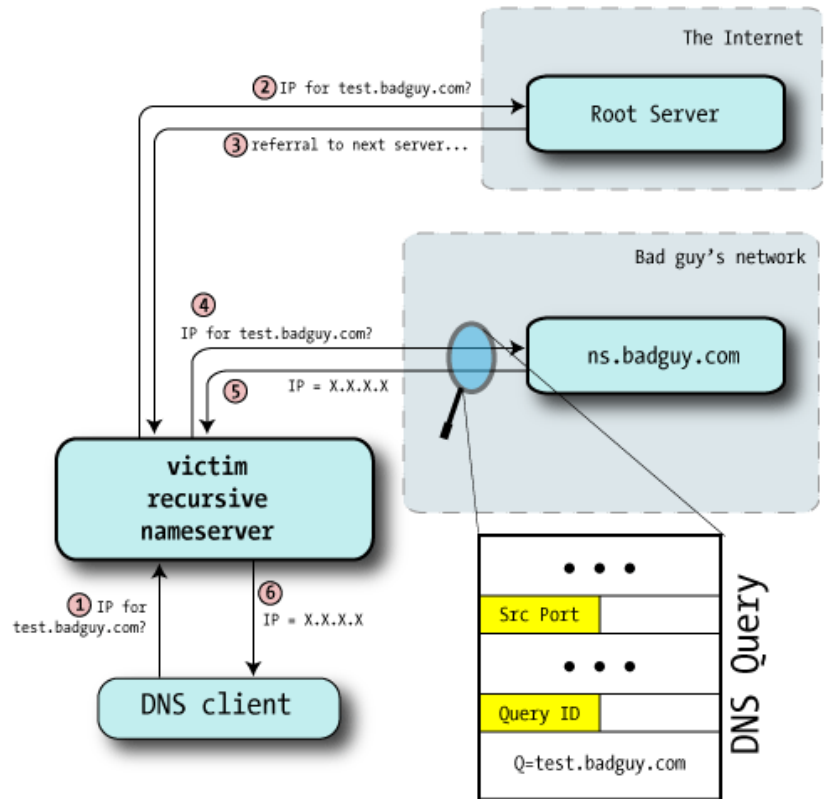 The Internet
2 IP for test.badguy.com?
Root Server
3 referral to next server...
Bad guy's network
4
IP for test.badguy.com?
ns.badguy.com
5 IP = X.X.X.X
victim
recursive
nameserver
1 IP for
test.badguy.com?
6
IP = X.X.X.X
DNS client
• • •
Src Port
• • •
Query ID
Q=test.badguy.com
DNS Query